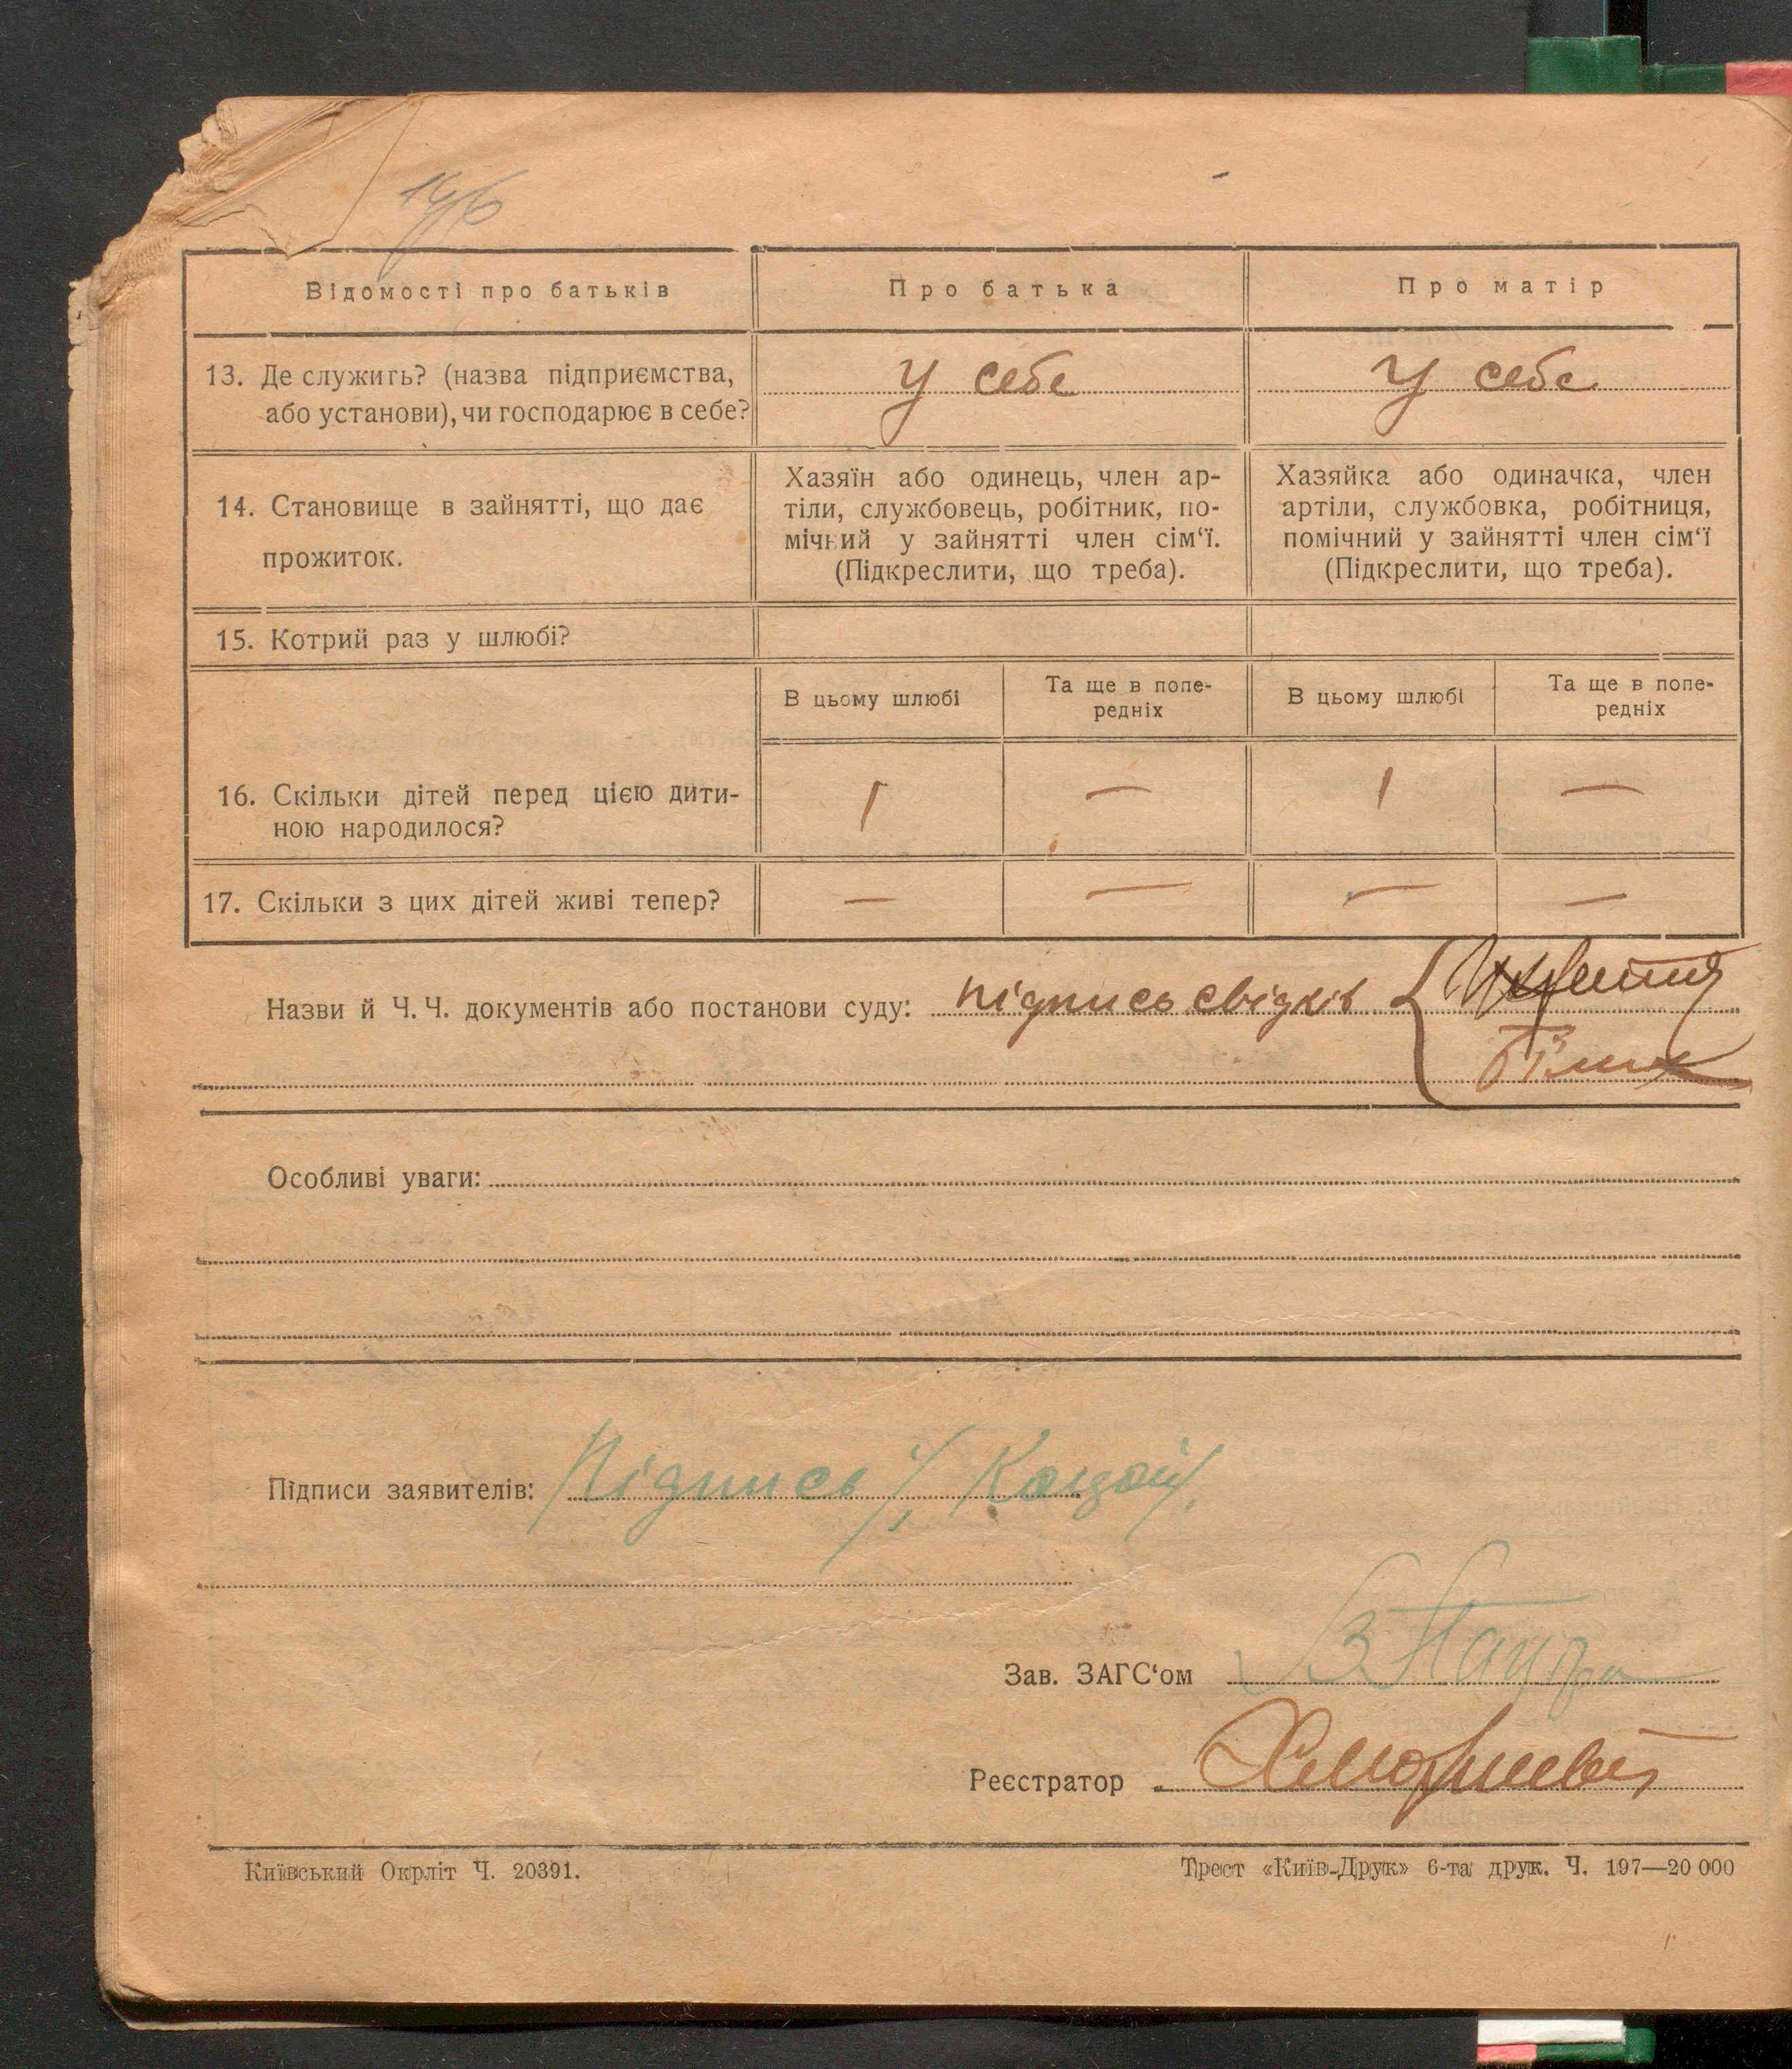 146
Відомості про батьків
Про батька
Про матір
13. Де служить? (назва підприємства,
або установи), чи господарює в себе?
У себе
У себе
14. Становище в зайнятті, що дає
прожиток.
Хазяїн або одинець, член ар-
тіли, службовець, робітник, по-
мічний у зайнятті член сім‘ї.
(Підкреслити, що треба).
Хазяйка або одиначка, член
артіли, службовка, робітниця,
помічний у зайнятті член сім‘ї
(Підкреслити, що треба).
15. Котрий раз у шлюбі?
В цьому шлюбі
Та ще в попе-
редніх
В цьому шлюбі
Та ще в попе-
редніх
16. Скільки дітей перед цією дити-
ною народилося?
1
—
1
—
17. Скільки з цих дітей живі тепер?
—
—
—
—
Назви й Ч. Ч. документів або постанови суду: підпись свідків
Особливі уваги:
Підписи заявителів: Підпись
Зав. ЗАГС‘ом
Реєстратор
Київський Окрліт Ч. 20391.
Трест «Київ-Друк» 6-та друк. Ч. 197—20 000